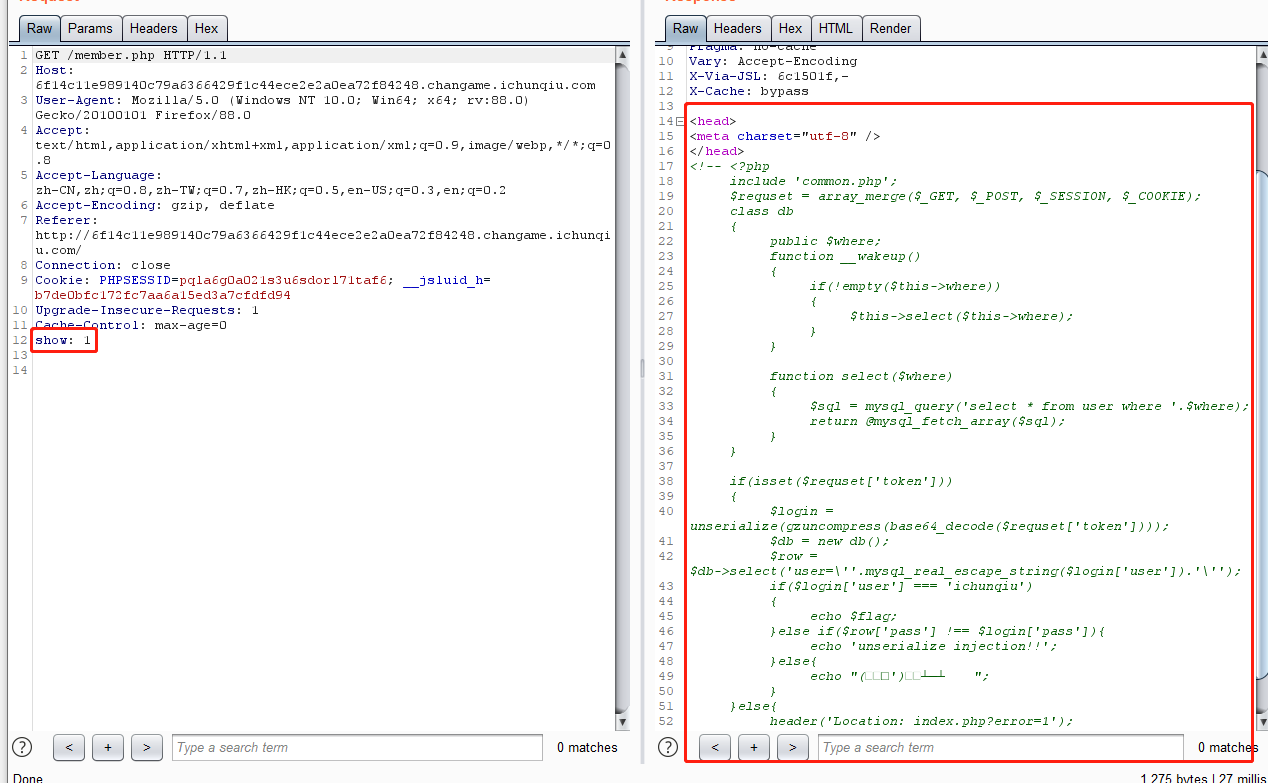 Request
Raw Params Headers Hex
1 GET /member.php HTTP/1.1
2 Host:
6f14c11e989140c79a6366429f1c44ece2e2a0ea72f84248.changame.ichunqiu.com
3 User-Agent: Mozilla/5.0 (Windows NT 10.0; Win64; x64; rv:88.0)
Gecko/20100101 Firefox/88.0
4 Accept:
text/html,application/xhtml+xml,application/xml;q=0.9,image/webp,*/*;q=0
.8
5 Accept-Language:
zh-CN,zh;q=0.8,zh-TW;q=0.7,zh-HK;q=0.5,en-US;q=0.3,en;q=0.2
6 Accept-Encoding: gzip, deflate
7 Referer:
http://6f14c11e989140c79a6366429f1c44ece2e2a0ea72f84248.changame.ichunqi
u.com/
8 Connection: close
9 Cookie: PHPSESSID=pqla6g0a021s3u6sdorl71taf6; __jsluid_h=
b7de0bfc172fc7aa6a15ed3a7cfdfd94
10 Upgrade-Insecure-Requests: 1
11 Cache-Control: max-age=0
12 show: 1
13
14
? < + > Type a search term 0 matches
Done
Response
Raw Headers Hex HTML Render
9 Pragma: no-cache
10 Vary: Accept-Encoding
11 X-Via-JSL: 6c1501f,-
12 X-Cache: bypass
13
14 <head>
15 <meta charset="utf-8" />
16 </head>
17 <!-- <?php
18 include 'common.php';
19 $requset = array_merge($_GET, $_POST, $_SESSION, $_COOKIE);
20 class db
21 {
22 public $where;
23 function __wakeup()
24 {
25 if(!empty($this->where))
26 {
27 $this->select($this->where);
28 }
29 }
30
31 function select($where)
32 {
33 $sql = mysql_query('select * from user where '.$where);
34 return @mysql_fetch_array($sql);
35 }
36 }
37
38 if(isset($requset['token']))
39 {
40 $login =
unserialize(gzuncompress(base64_decode($requset['token'])));
41 $db = new db();
42 $row =
$db->select('user=\''.mysql_real_escape_string($login['user']).'\'');
43 if($login['user'] === 'ichunqiu')
44 {
45 echo $flag;
46 }else if($row['pass'] !== $login['pass']){
47 echo 'unserialize injection!!';
48 }else{
49 echo "(□□□')□□┴─┴ ";
50 }
51 }else{
52 header('Location: index.php?error=1');
? < + > Type a search term 0 matches
1,275 bytes | 27 millis